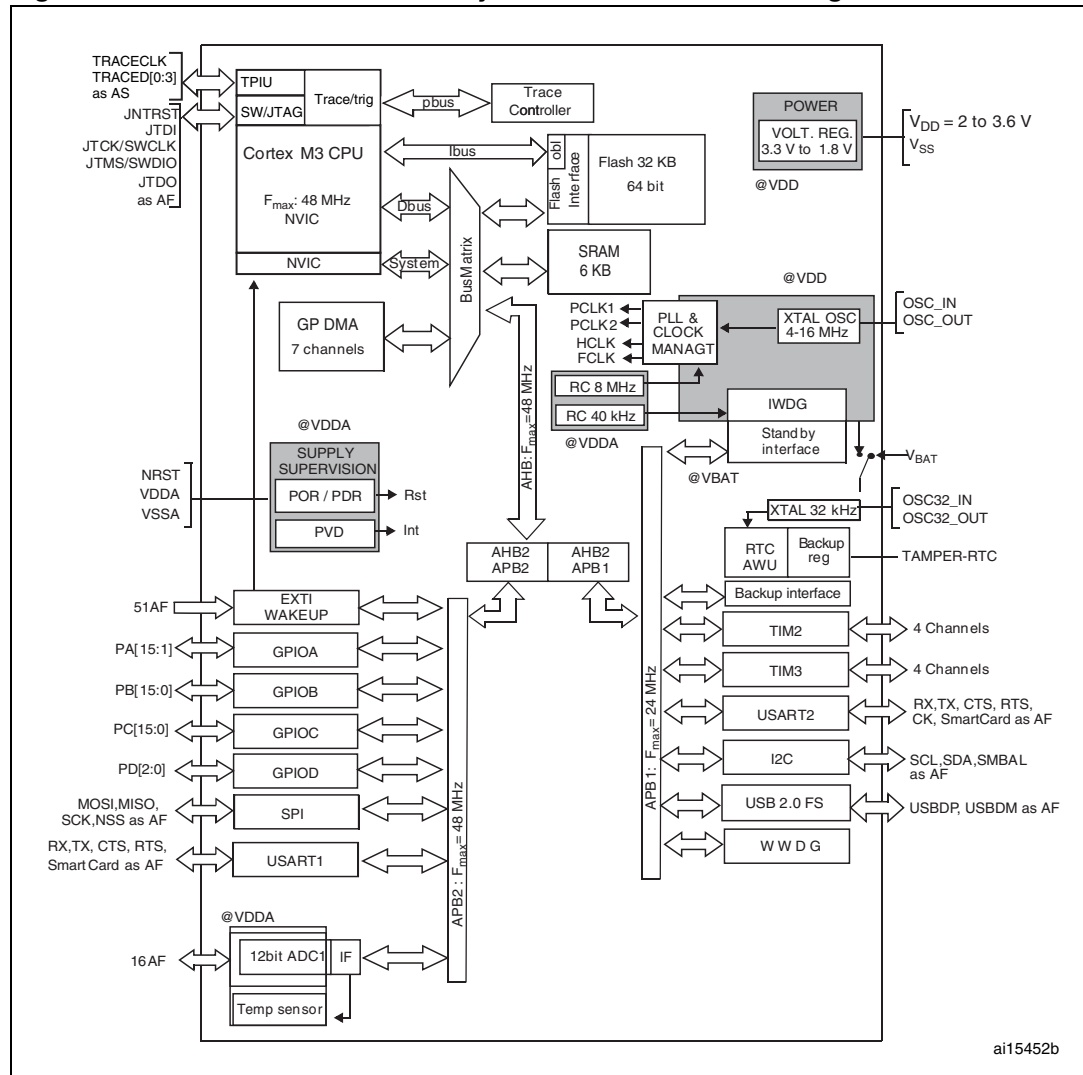 TRACECLK
TRACED[0:3]
as AS
JNTRST
JTDI
JTCK/SWCLK
JTMS/SWDIO
JTDO
as AF
TPIU
SW/JTAG
Trace/trig
Cortex M3 CPU
Fmax: 48 MHz
NVIC
NVIC
pbus
Trace
Controller
Ibus
Dbus
System
BusMatrix
Flash
Interface
obl
Flash 32 KB
64 bit
SRAM
6 KB
POWER
VOLT. REG.
3.3 V to 1.8 V
@VDD
VDD = 2 to 3.6 V
VSS
GP DMA
7 channels
PCLK1
PCLK2
HCLK
FCLK
PLL &
CLOCK
MANAGT
@VDD
XTAL OSC
4-16 MHz
OSC_IN
OSC_OUT
RC 8 MHz
RC 40 kHz
@VDDA
IWDG
Standby
interface
@VBAT
VBAT
@VDDA
SUPPLY
SUPERVISION
POR / PDR
PVD
Rst
Int
NRST
VDDA
VSSA
AHB: Fmax=48 MHz
XTAL 32 kHz
OSC32_IN
OSC32_OUT
RTC
AWU
Backup
reg
TAMPER-RTC
Backup interface
AHB2
APB2
AHB2
APB1
51AF
EXTI
WAKEUP
PA[15:1]
GPIOA
PB[15:0]
GPIOB
PC[15:0]
GPIOC
PD[2:0]
GPIOD
MOSI,MISO,
SCK,NSS as AF
SPI
RX,TX, CTS, RTS,
SmartCard as AF
USART1
APB2 : Fmax= 48 MHz
APB1 : Fmax= 24 MHz
TIM2
4 Channels
TIM3
4 Channels
USART2
RX,TX, CTS, RTS,
CK, SmartCard as AF
I2C
SCL,SDA,SMBAL
as AF
USB 2.0 FS
USBDP, USBDM as AF
WWDG
@VDDA
16AF
12bit ADC1
IF
Temp sensor
ai15452b